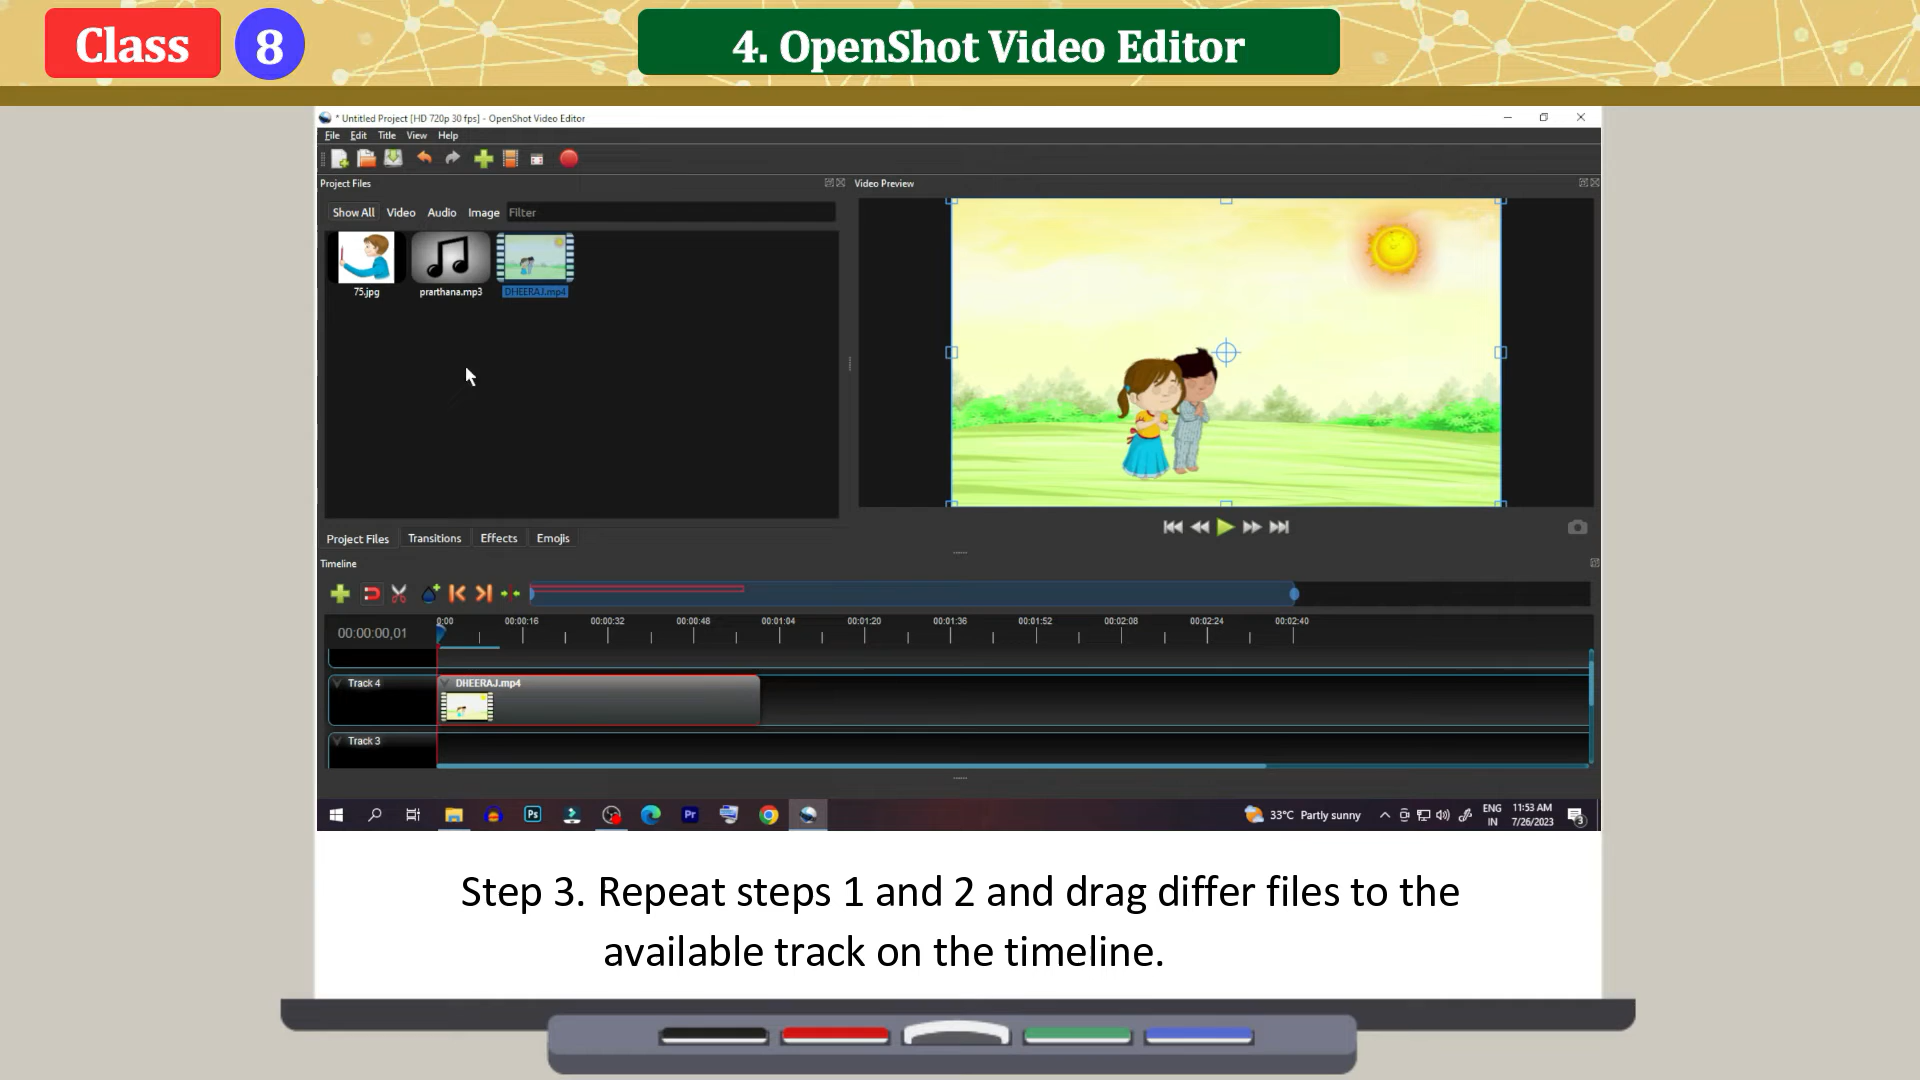 Class 8
4. OpenShot Video Editor
* Untitled Project [HD 720p 30 fps] - OpenShot Video Editor
File Edit Title View Help
Project Files
Video Preview
Show All Video Audio Image Filter
75.jpg prarthana.mp3 DHEERAJ.mp4
Project Files Transitions Effects Emojis
Timeline
00:00:00,01
0:00 00:00:16 00:00:32 00:00:48 00:01:04 00:01:20 00:01:36 00:01:52 00:02:08 00:02:24 00:02:40
Track 4 DHEERAJ.mp4
Track 3
Ps Pr 33°C Partly sunny
ENG
IN
11:53 AM
7/26/2023
3
Step 3. Repeat steps 1 and 2 and drag differ files to the
available track on the timeline.